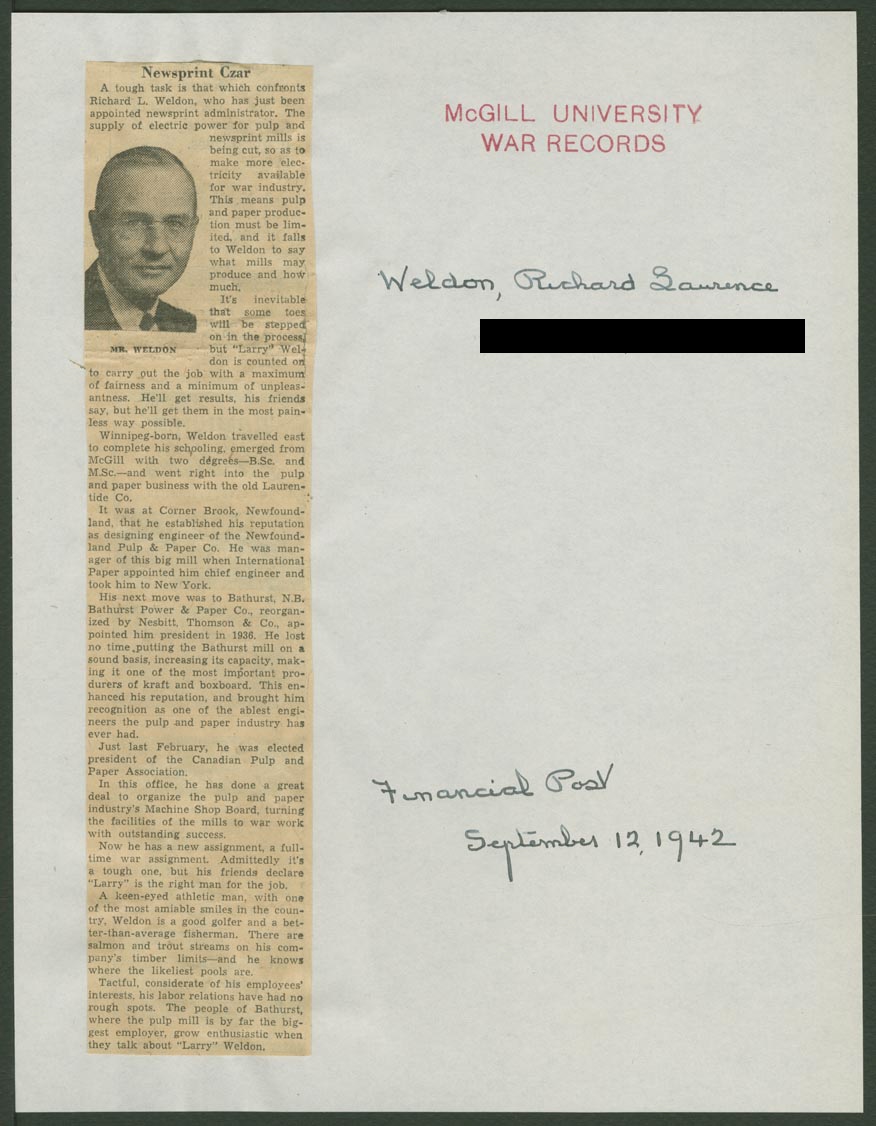 Newsprint Czar
A tough task is that which confronts
Richard L. Weldon, who has just been
appointed newsprint administrator. The
supply of electric power for pulp and
newsprint mills is
being cut, so as to
make more elec-
tricity available
for war industry.
This means pulp
and paper produc-
tion must be lim-
ited, and it falls
to Weldon to say
what mills may
produce and how
much.
It's inevitable
that some toes
will be stepped
on in the process,
but "Larry" Wel-
don is counted on
MR. WELDON
to carry out the job with a maximum
of fairness and a minimum of unpleas-
antness. He'll get results, his friends
say, but he'll get them in the most pain-
less way possible.
Winnipeg-born, Weldon travelled east
to complete his schooling, emerged from
McGill with two degrees—B.Sc. and
M.Sc.—and went right into the pulp
and paper business with the old Lauren-
tide Co.
It was at Corner Brook, Newfound-
land, that he established his reputation
as designing engineer of the Newfound-
land Pulp & Paper Co. He was man-
ager of this big mill when International
Paper appointed him chief engineer and
took him to New York.
His next move was to Bathurst, N.B.
Bathurst Power & Paper Co., reorgan-
ized by Nesbitt, Thomson & Co., ap-
pointed him president in 1936. He lost
no time putting the Bathurst mill on a
sound basis, increasing its capacity, mak-
ing it one of the most important pro-
durers of kraft and boxboard. This en-
hanced his reputation, and brought him
recognition as one of the ablest engi-
neers the pulp and paper industry has
ever had.
Just last February, he was elected
president of the Canadian Pulp and
Paper Association.
In this office, he has done a great
deal to organize the pulp and paper
industry's Machine Shop Board, turning
the facilities of the mills to war work
with outstanding success.
Now he has a new assignment, a full-
time war assignment. Admittedly it's
a tough one, but his friends declare
"Larry" is the right man for the job.
A keen-eyed athletic man, with one
of the most amiable smiles in the coun-
try, Weldon is a good golfer and a bet-
ter-than-average fisherman. There are
salmon and trout streams on his com-
pany's timber limits—and he knows
where the likeliest pools are.
Tactful, considerate of his employees'
interests, his labor relations have had no
rough spots. The people of Bathurst,
where the pulp mill is by far the big-
gest employer, grow enthusiastic when
they talk about "Larry" Weldon.
McGILL UNIVERSITY
WAR RECORDS
Weldon, Richard Laurence
Financial Post
September 12, 1942